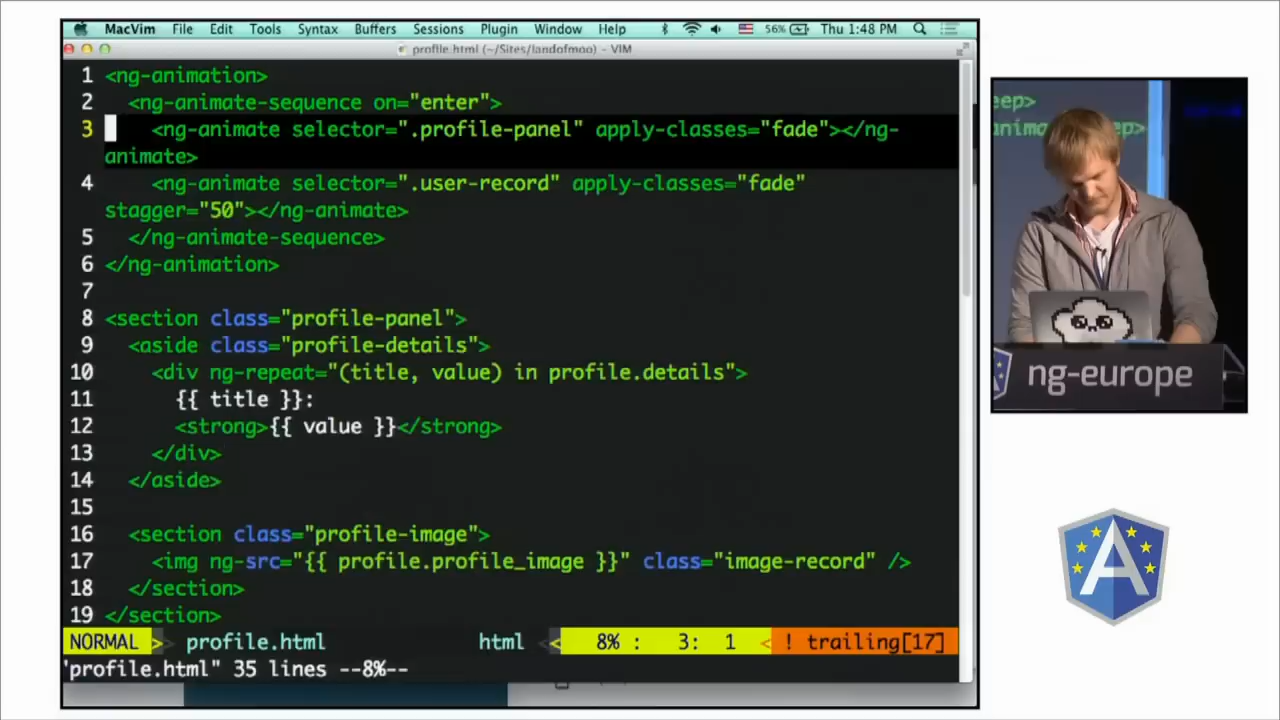 MacVim File Edit Tools Syntax Buffers Sessions Plugin Window Help 56% Thu 1:48 PM
profile.html (~/Sites/landofmoo) - VIM
1 <ng-animation>
2 <ng-animate-sequence on="enter">
3 <ng-animate selector=".profile-panel" apply-classes="fade"></ng-
animate>
4 <ng-animate selector=".user-record" apply-classes="fade"
stagger="50"></ng-animate>
5 </ng-animate-sequence>
6 </ng-animation>
7
8 <section class="profile-panel">
9 <aside class="profile-details">
10 <div ng-repeat="(title, value) in profile.details">
11 {{ title }}:
12 <strong>{{ value }}</strong>
13 </div>
14 </aside>
15
16 <section class="profile-image">
17 <img ng-src="{{ profile.profile_image }}" class="image-record" />
18 </section>
19 </section>
NORMAL > profile.html html < 8% : 3: 1 < ! trailing[17]
'profile.html" 35 lines --8%--
eep>
anim
ep>
ng-europe
A